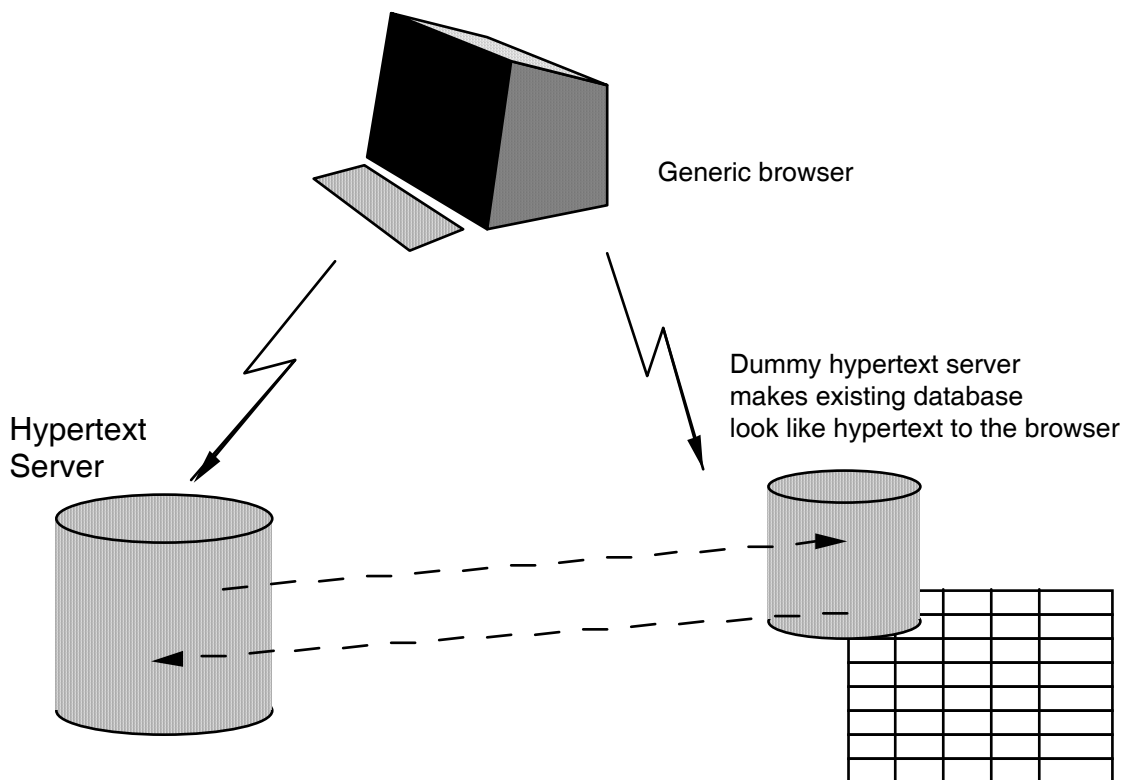 Generic browser
Dummy hypertext server
makes existing database
look like hypertext to the browser
Hypertext
Server